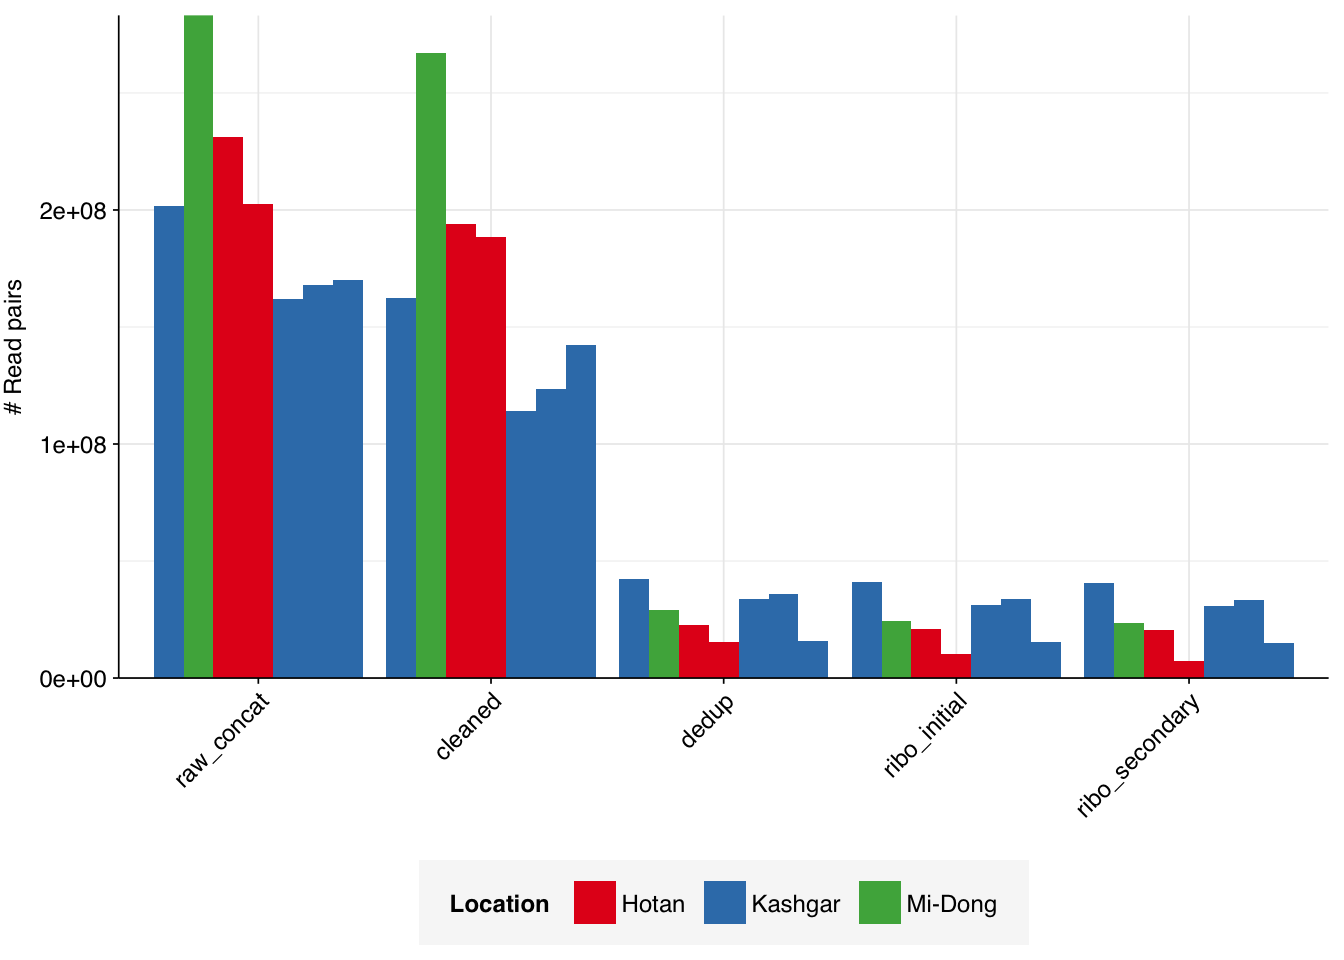 # Read pairs
2e+08
1e+08
0e+00
raw_concat
cleaned
dedup
ribo_initial
ribo_secondary
Location Hotan Kashgar Mi-Dong